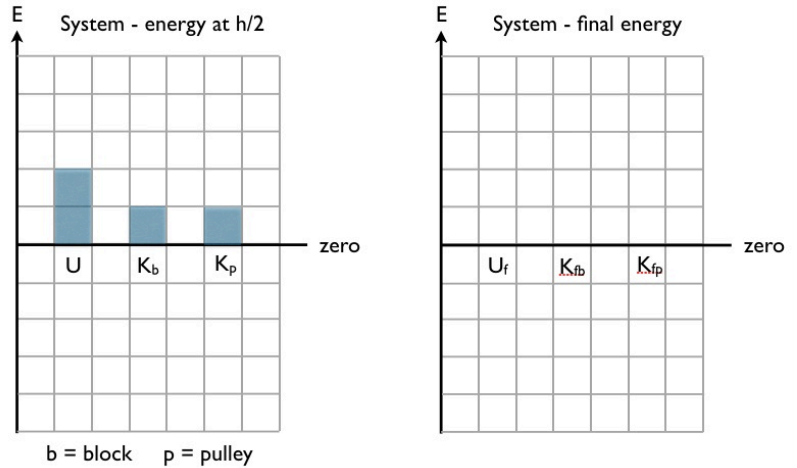 E
System - energy at h/2
zero
U
Kb
Kp
b = block p = pulley
E
System - final energy
zero
Uf
Kfb
Kfp